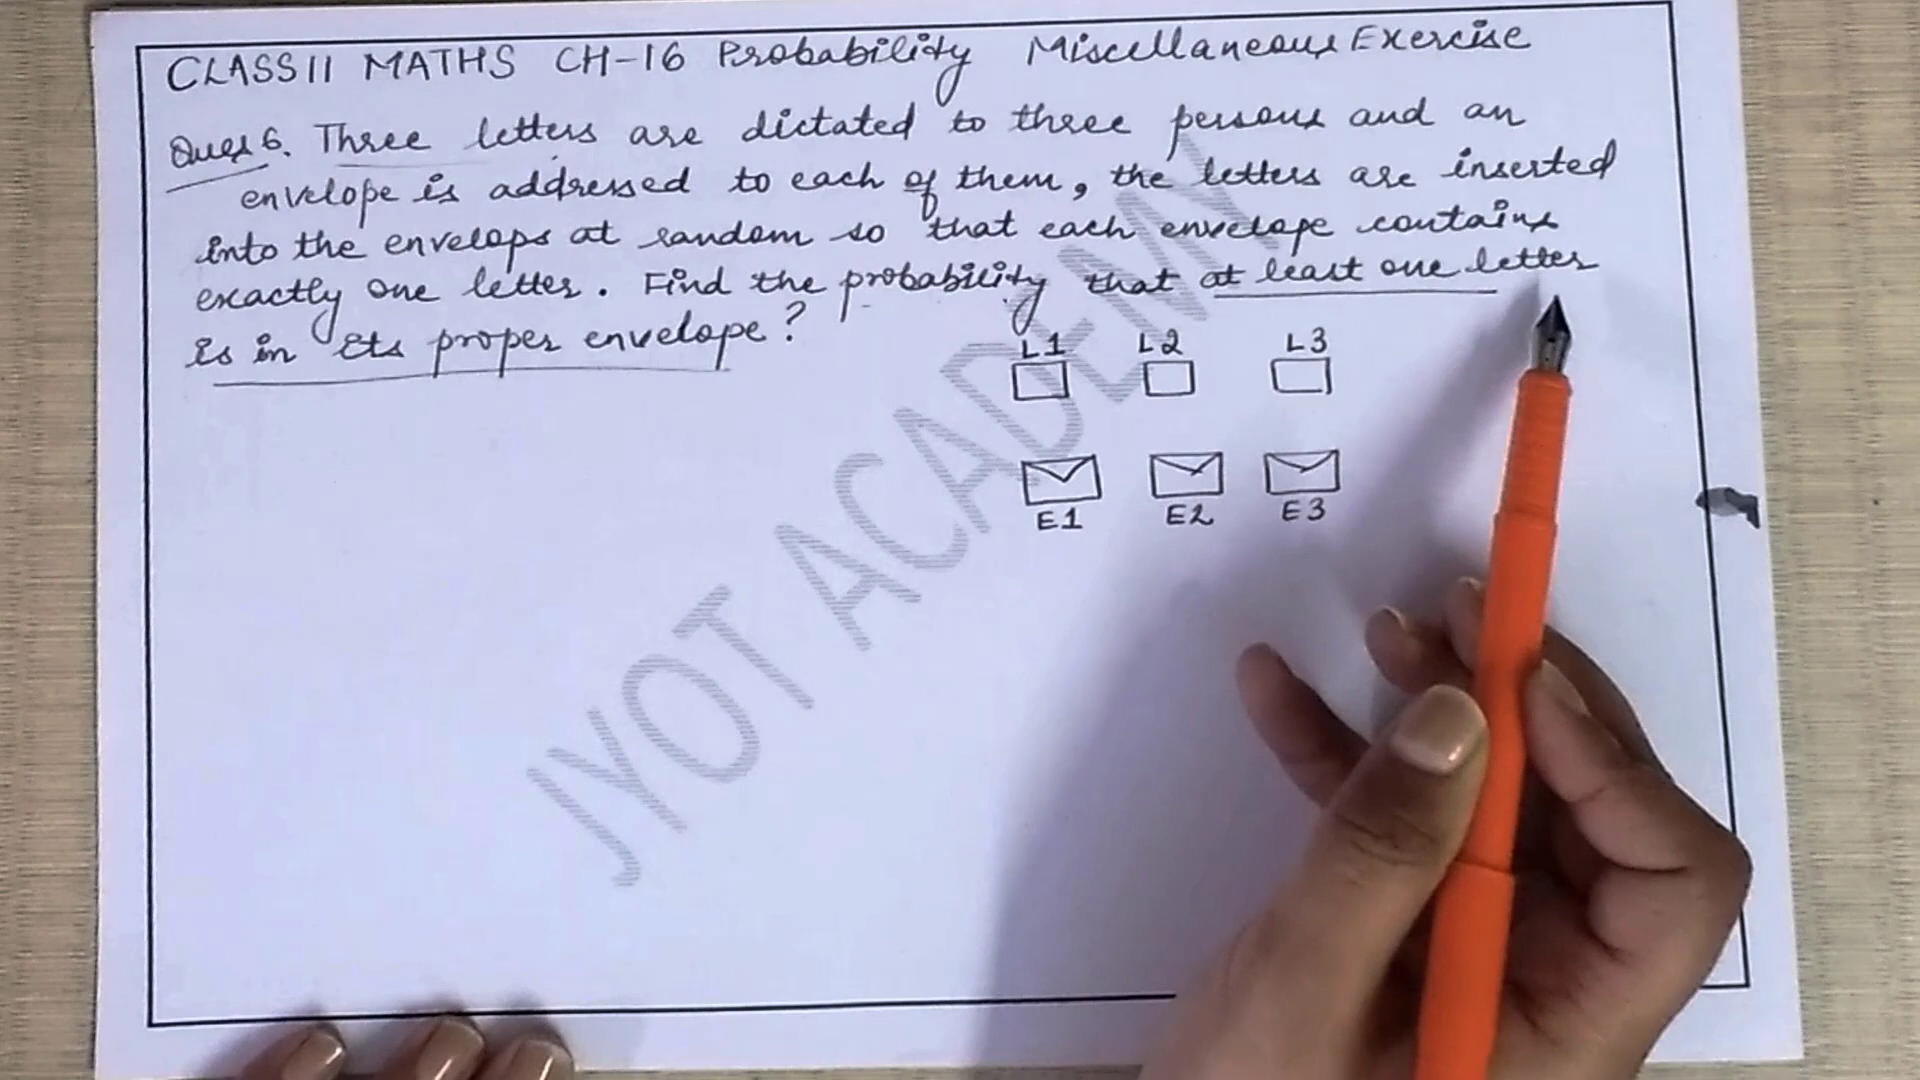 CLASS 11 MATHS CH-16 Probability Miscellaneous Exercise
Ques 6. Three letters are dictated to three persons and an
envelope is addressed to each of them, the letters are inserted
into the envelops at random so that each envelope contains
exactly one letter. Find the probability that at least one letter
is in its proper envelope?
L1 L2 L3
E1 E2 E3
JYOT ACADEMY